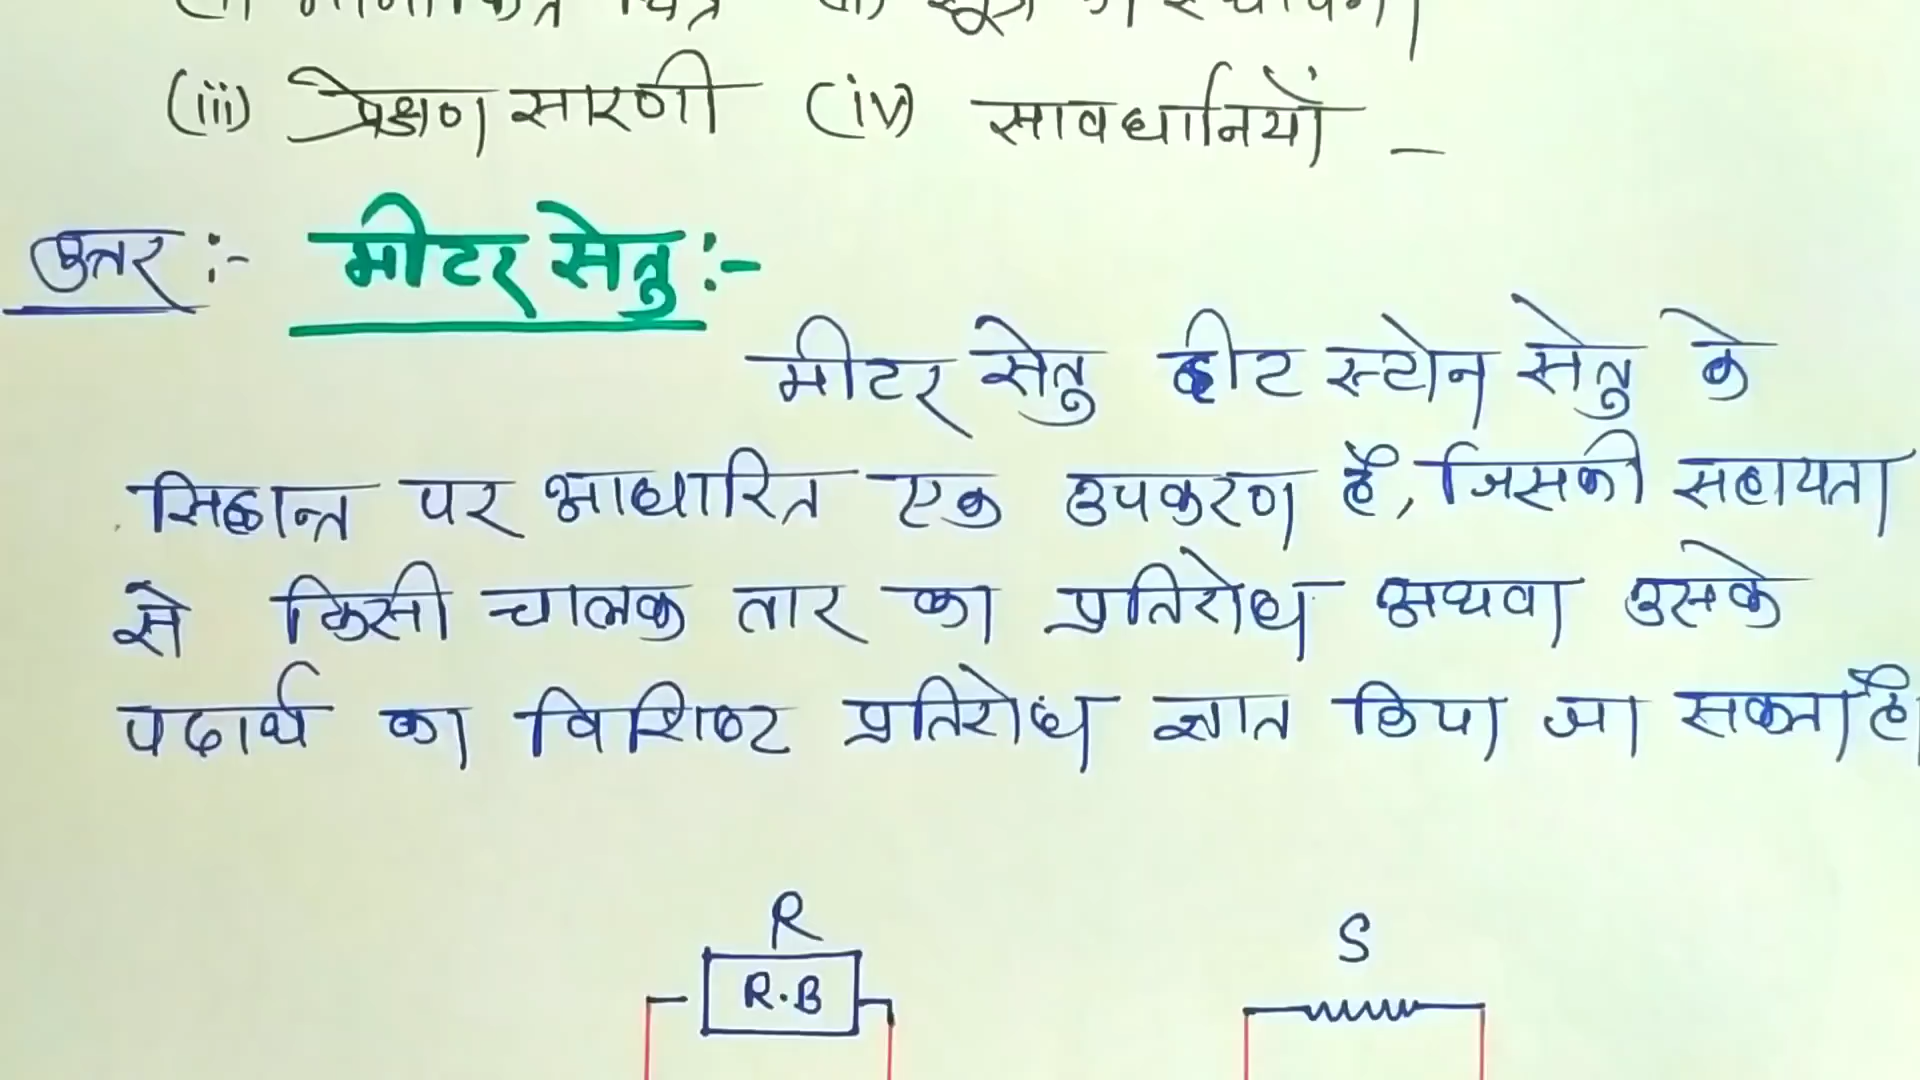 (iii) प्रेक्षण सारणी (iv) सावधानियाँ –
उत्तर :- मीटर सेतु :-
मीटर सेतु व्हीट स्टोन सेतु के
सिद्धान्त पर आधारित एक उपकरण है, जिसकी सहायता
से किसी चालक तार का प्रतिरोध अथवा उसके
पदार्थ का विशिष्ट प्रतिरोध ज्ञात किया जा सकता है।
R
S
R.B